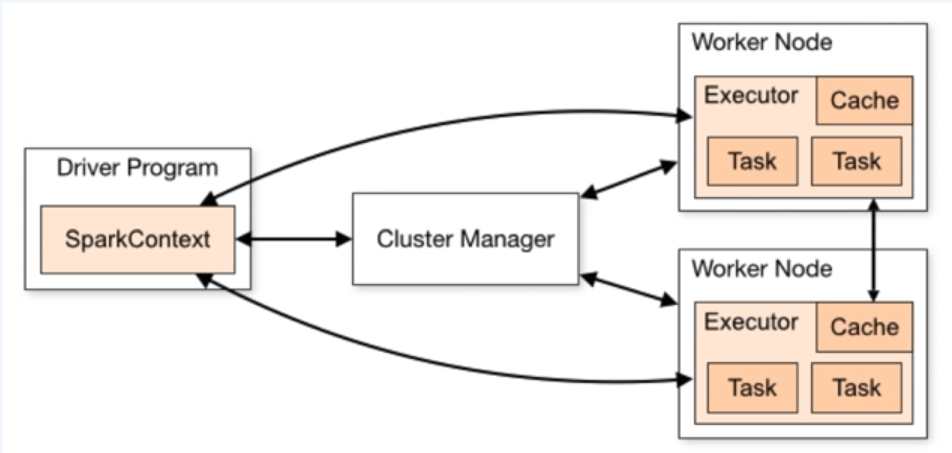 Driver Program
SparkContext
Cluster Manager
Worker Node
Executor
Cache
Task
Task
Worker Node
Executor
Cache
Task
Task